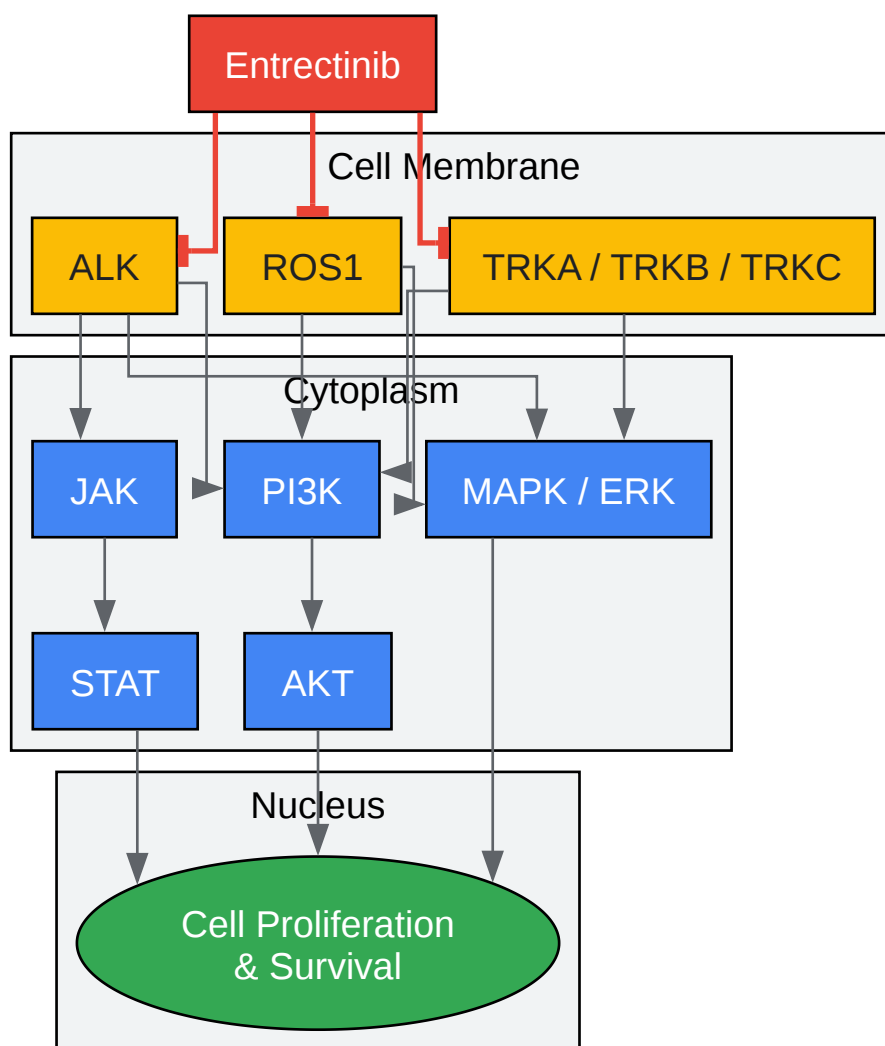 Entrectinib
Cell Membrane
ALK
ROS1
TRKA / TRKB / TRKC
Cytoplasm
JAK
PI3K
MAPK / ERK
STAT
AKT
Nucleus
Cell Proliferation
& Survival